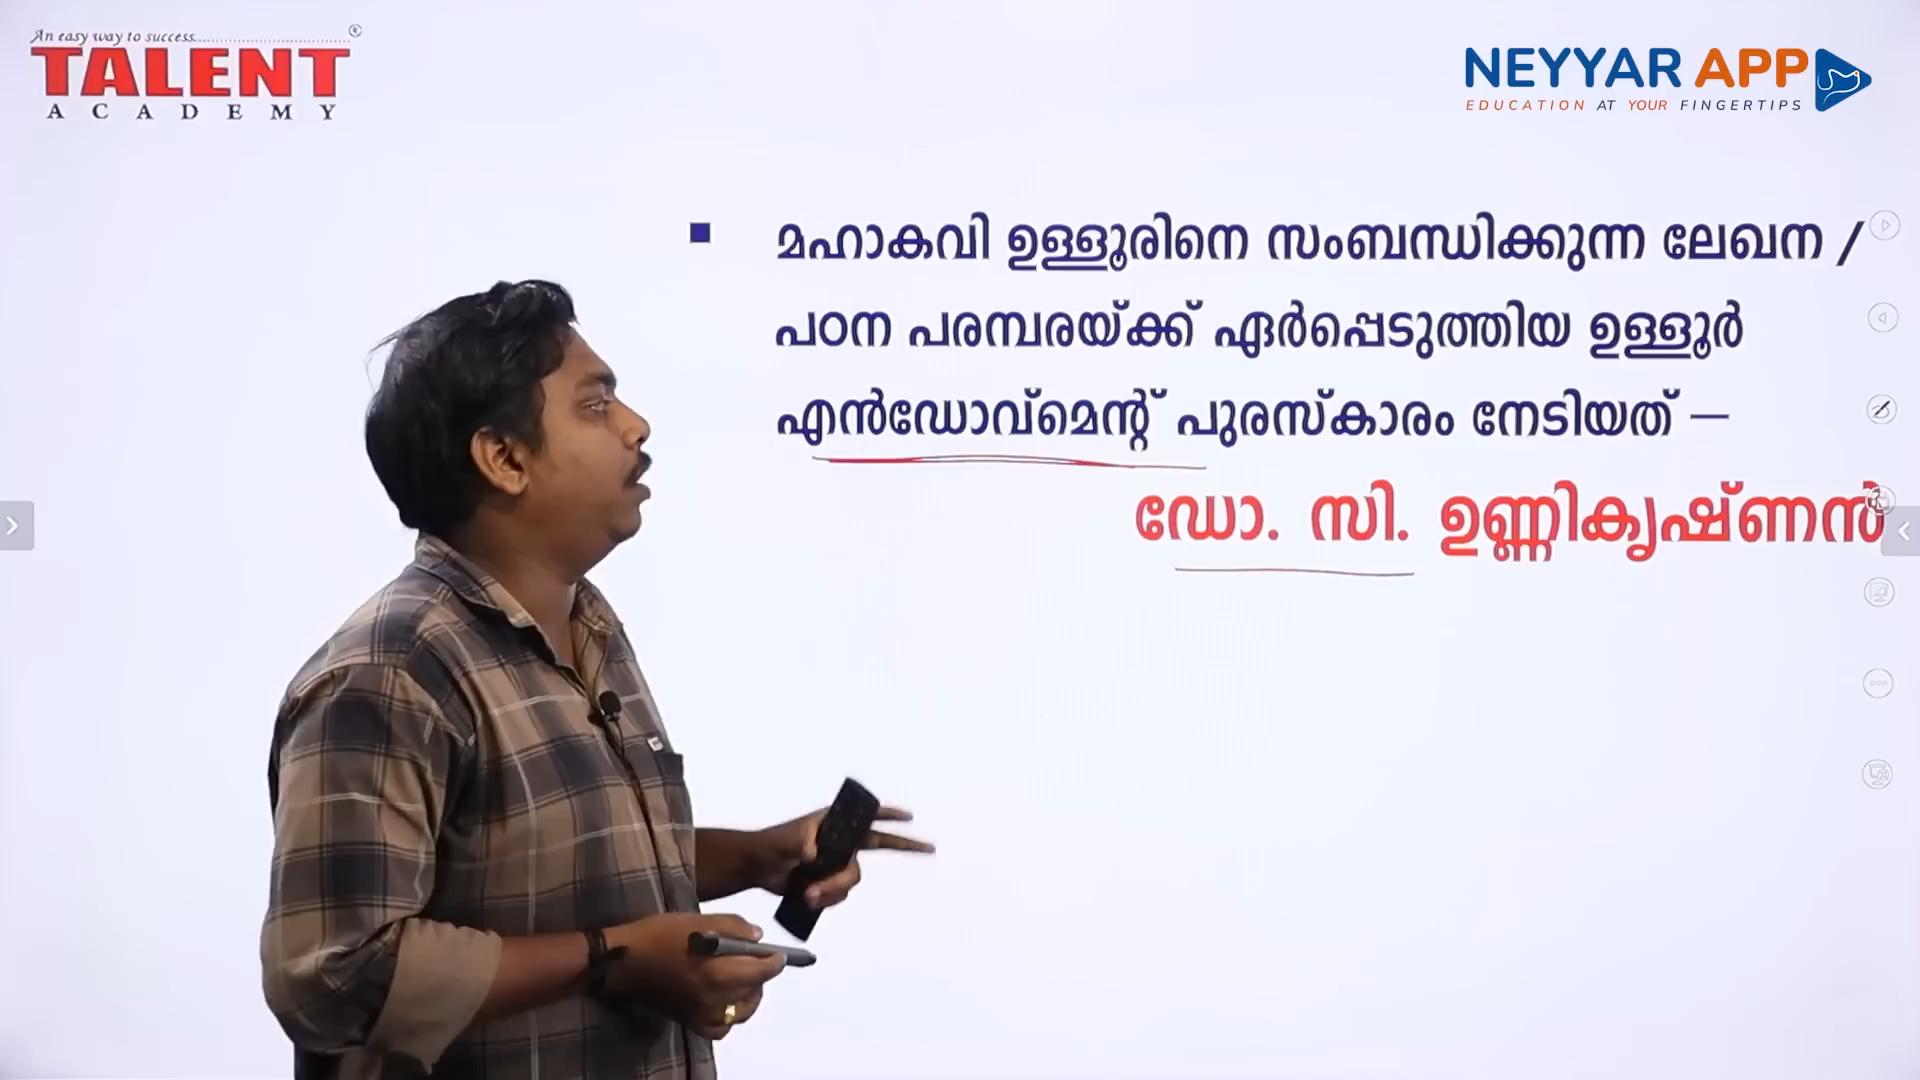 An easy way to success
TALENT
ACADEMY
NEYYAR APP
EDUCATION AT YOUR FINGERTIPS
മഹാകവി ഉള്ളൂരിനെ സംബന്ധിക്കുന്ന ലേഖന /
പഠന പരമ്പരയ്ക്ക് ഏർപ്പെടുത്തിയ ഉള്ളൂർ
എൻഡോവ്മെന്റ് പുരസ്കാരം നേടിയത് –
ഡോ. സി. ഉണ്ണികൃഷ്ണൻ